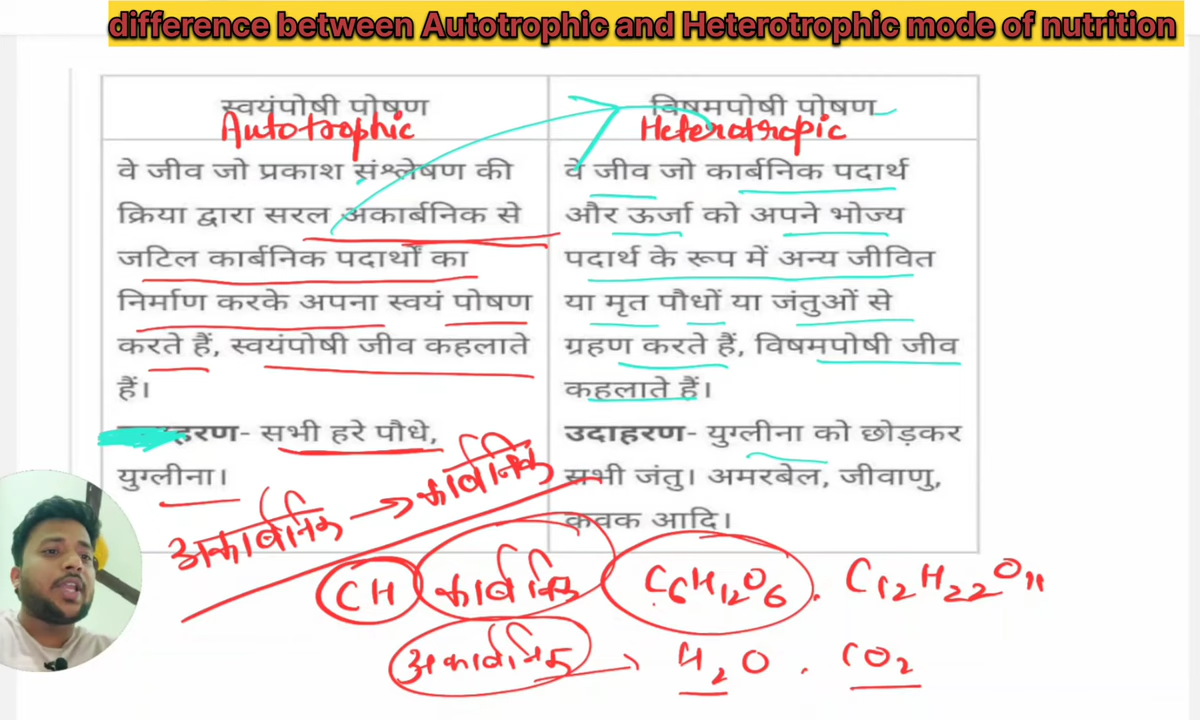 difference between Autotrophic and Heterotrophic mode of nutrition
स्वयंपोषी पोषण
Autotrophic
वे जीव जो प्रकाश संश्लेषण की
क्रिया द्वारा सरल अकार्बनिक से
जटिल कार्बनिक पदार्थों का
निर्माण करके अपना स्वयं पोषण
करते हैं, स्वयंपोषी जीव कहलाते
हैं।
हरण- सभी हरे पौधे,
युग्लीना।
विषमपोषी पोषण
Heterotropic
वे जीव जो कार्बनिक पदार्थ
और ऊर्जा को अपने भोज्य
पदार्थ के रूप में अन्य जीवित
या मृत पौधों या जंतुओं से
ग्रहण करते हैं, विषमपोषी जीव
कहलाते हैं।
उदाहरण- युग्लीना को छोड़कर
सभी जंतु। अमरबेल, जीवाणु,
कवक आदि।
अकार्बनिक → कार्बनिक
CH कार्बनिक C6H12O6 . C12H22O11
अकार्बनिक → H2O . CO2